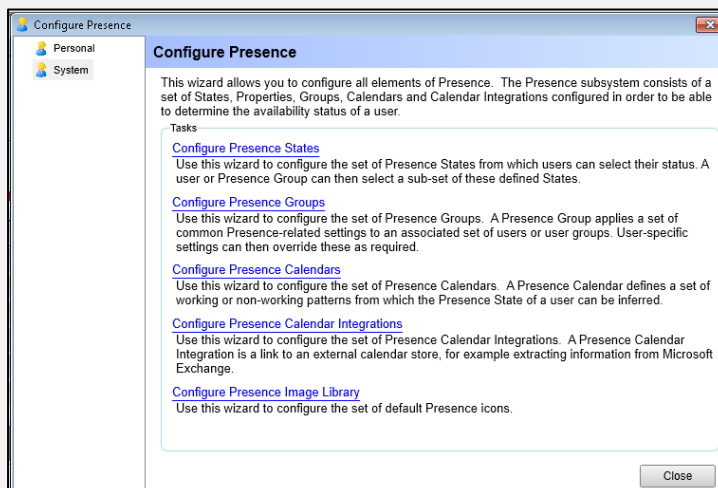 Configure Presence
Personal
System
Configure Presence
This wizard allows you to configure all elements of Presence. The Presence subsystem consists of a
set of States, Properties, Groups, Calendars and Calendar Integrations configured in order to be able
to determine the availability status of a user.
Tasks
Configure Presence States
Use this wizard to configure the set of Presence States from which users can select their status. A
user or Presence Group can then select a sub-set of these defined States.
Configure Presence Groups
Use this wizard to configure the set of Presence Groups. A Presence Group applies a set of
common Presence-related settings to an associated set of users or user groups. User-specific
settings can then override these as required.
Configure Presence Calendars
Use this wizard to configure the set of Presence Calendars. A Presence Calendar defines a set of
working or non-working patterns from which the Presence State of a user can be inferred.
Configure Presence Calendar Integrations
Use this wizard to configure the set of Presence Calendar Integrations. A Presence Calendar
Integration is a link to an external calendar store, for example extracting information from Microsoft
Exchange.
Configure Presence Image Library
Use this wizard to configure the set of default Presence icons.
Close